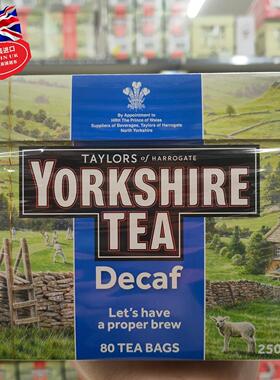 By Appointment to
HRH The Prince of Wales
Suppliers of Beverages, Taylors of Harrogate
North Yorkshire
TAYLORS of HARROGATE
YORKSHIRE
TEA
Decaf
Let's have
a proper brew
80 TEA BAGS
250